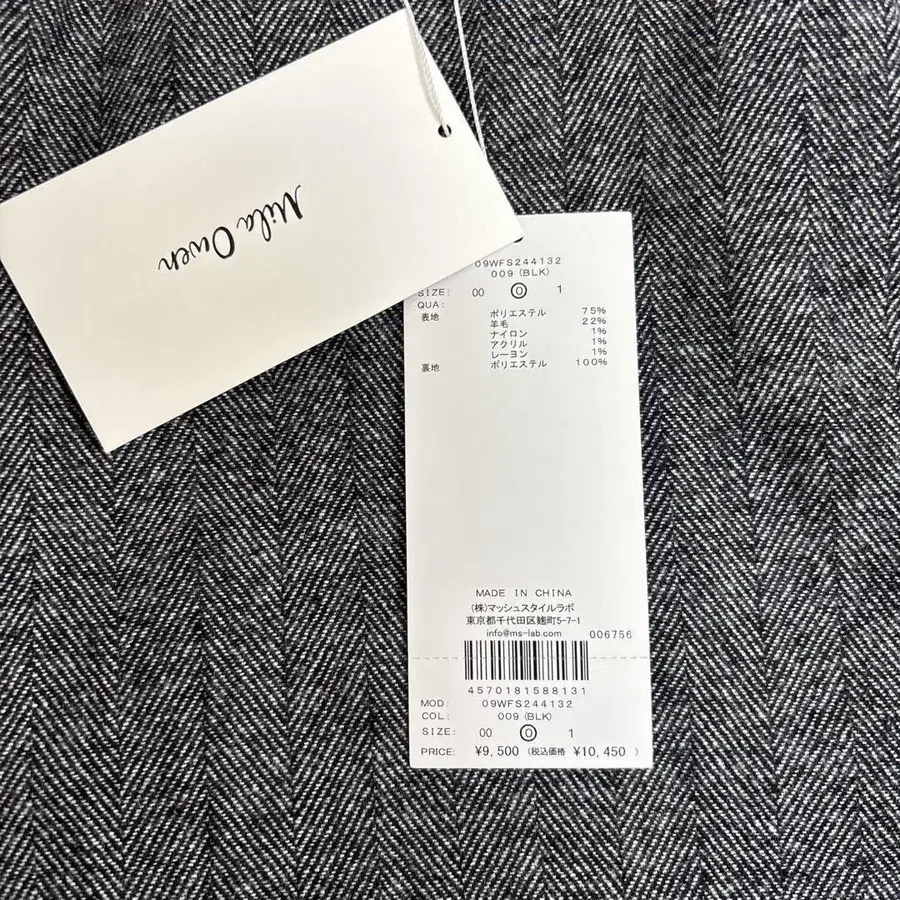 Mila Owen
09WFS244132
009 (BLK)
SIZE: 00 0 1
QUA:
表地 ポリエステル 75%
羊毛 22%
ナイロン 1%
アクリル 1%
レーヨン 1%
裏地 ポリエステル 100%
MADE IN CHINA
(株)マッシュスタイルラボ
東京都千代田区麹町5-7-1
info@ms-lab.com 006756
4570181588131
MOD: 09WFS244132
COL: 009 (BLK)
SIZE: 00 0 1
PRICE: ¥9,500 (税込価格 ¥10,450)